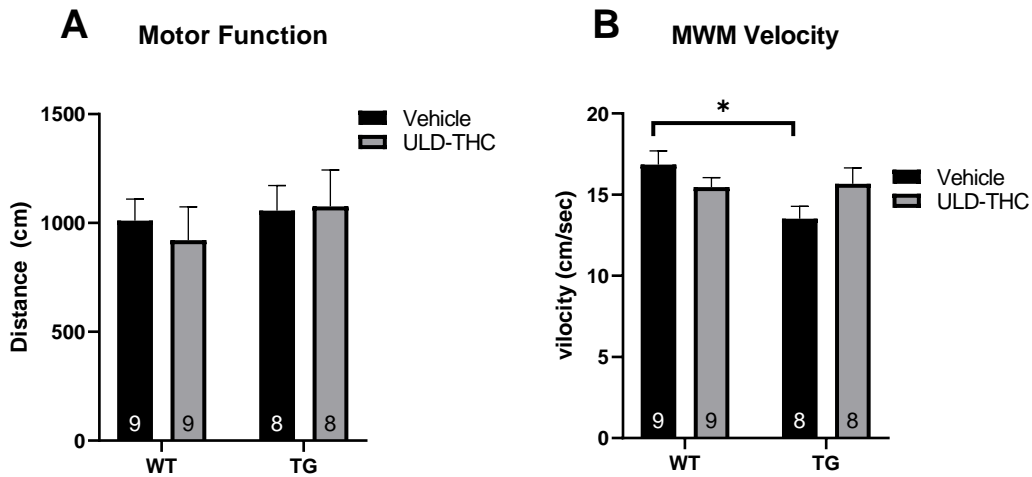 A
Motor Function
Distance (cm)
1500
1000
500
0
Vehicle
ULD-THC
9
9
8
8
WT
TG
B
MWM Velocity
vilocity (cm/sec)
20
15
10
5
0
*
Vehicle
ULD-THC
9
9
8
8
WT
TG